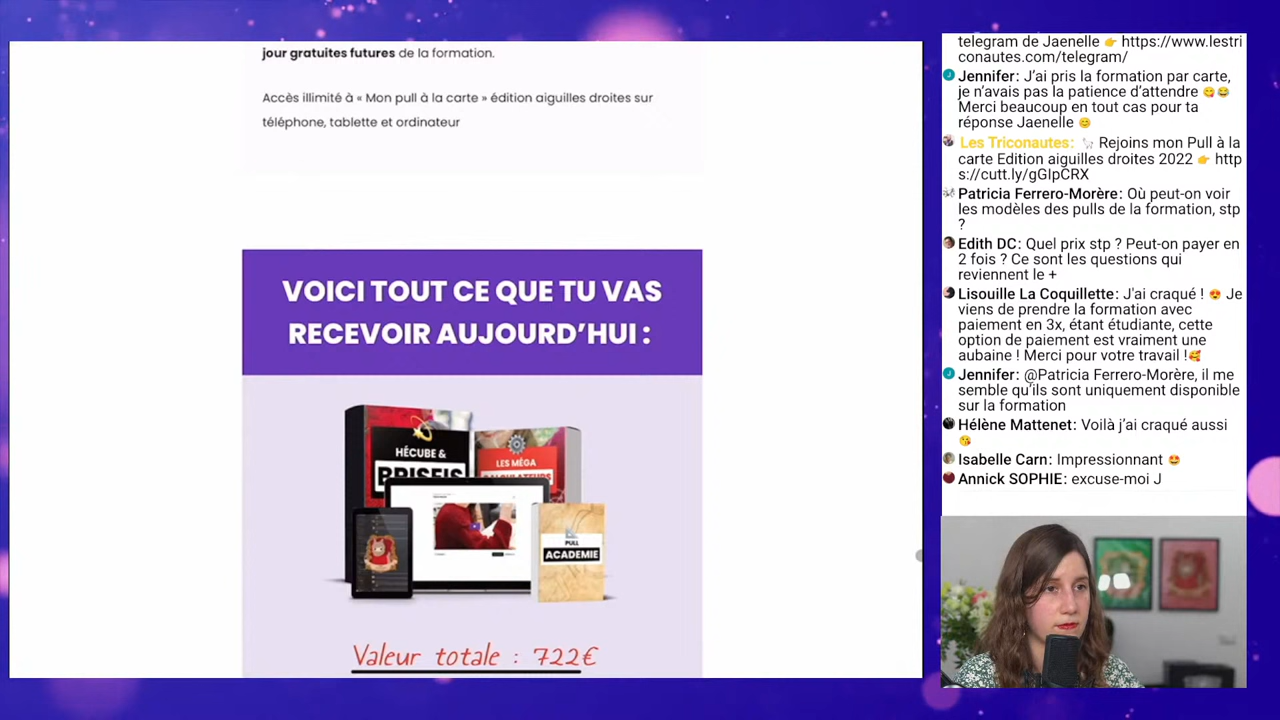 jour gratuites futures de la formation.
Accès illimité à « Mon pull à la carte » édition aiguilles droites sur
téléphone, tablette et ordinateur
VOICI TOUT CE QUE TU VAS
RECEVOIR AUJOURD’HUI :
HÉCUBE &
BRISEIS
LES MÉGA
CALCULATEURS
PULL
ACADEMIE
Valeur totale : 722€
telegram de Jaenelle 👉 https://www.lestri
conautes.com/telegram/
Jennifer: J’ai pris la formation par carte,
je n’avais pas la patience d’attendre 😋😂
Merci beaucoup en tout cas pour ta
réponse Jaenelle 😊
Les Triconautes: 🦙 Rejoins mon Pull à la
carte Edition aiguilles droites 2022 👉 http
s://cutt.ly/gGIpCRX
Patricia Ferrero-Morère: Où peut-on voir
les modèles des pulls de la formation, stp
?
Edith DC: Quel prix stp ? Peut-on payer en
2 fois ? Ce sont les questions qui
reviennent le +
Lisouille La Coquillette: J'ai craqué ! 😍 Je
viens de prendre la formation avec
paiement en 3x, étant étudiante, cette
option de paiement est vraiment une
aubaine ! Merci pour votre travail !🥰
Jennifer: @Patricia Ferrero-Morère, il me
semble qu’ils sont uniquement disponible
sur la formation
Hélène Mattenet: Voilà j’ai craqué aussi
😘
Isabelle Carn: Impressionnant 🤩
Annick SOPHIE: excuse-moi J